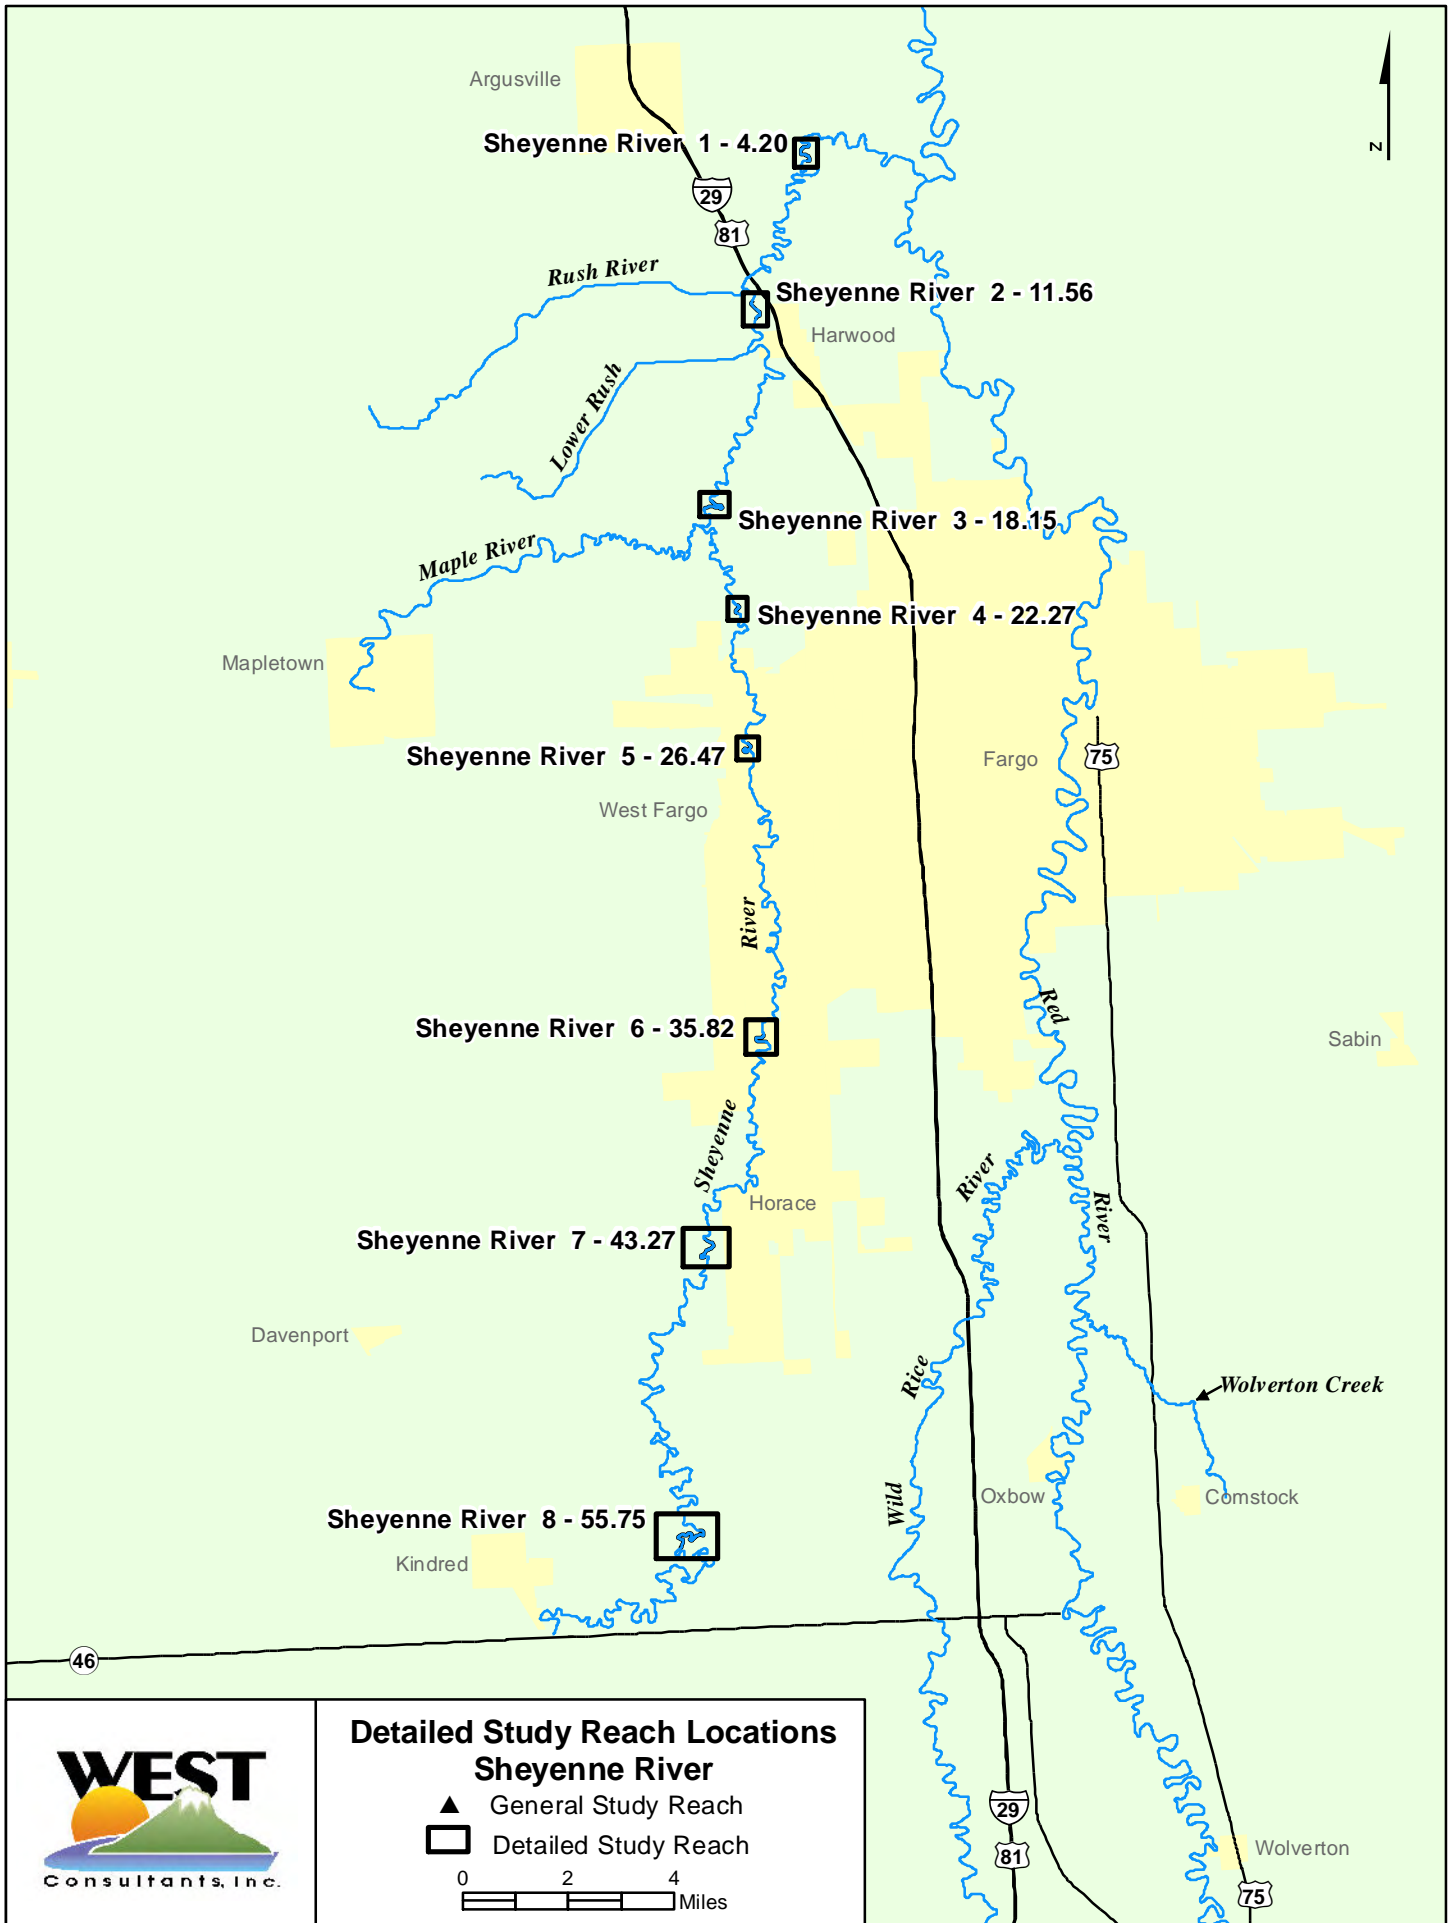 Argusville
Sheyenne River 1 - 4.20
N
29
81
Rush River
Sheyenne River 2 - 11.56
Harwood
Lower Rush
Sheyenne River 3 - 18.15
Maple River
Sheyenne River 4 - 22.27
Mapletown
Sheyenne River 5 - 26.47
Fargo
75
West Fargo
River
Red
Sheyenne River 6 - 35.82
Sabin
Sheyenne
River
Horace
River
Sheyenne River 7 - 43.27
Davenport
Rice
Wolverton Creek
Wild
Oxbow
Comstock
Sheyenne River 8 - 55.75
Kindred
46
WEST
Consultants, Inc.
Detailed Study Reach Locations
Sheyenne River
General Study Reach
Detailed Study Reach
0 2 4
Miles
29
81
Wolverton
75